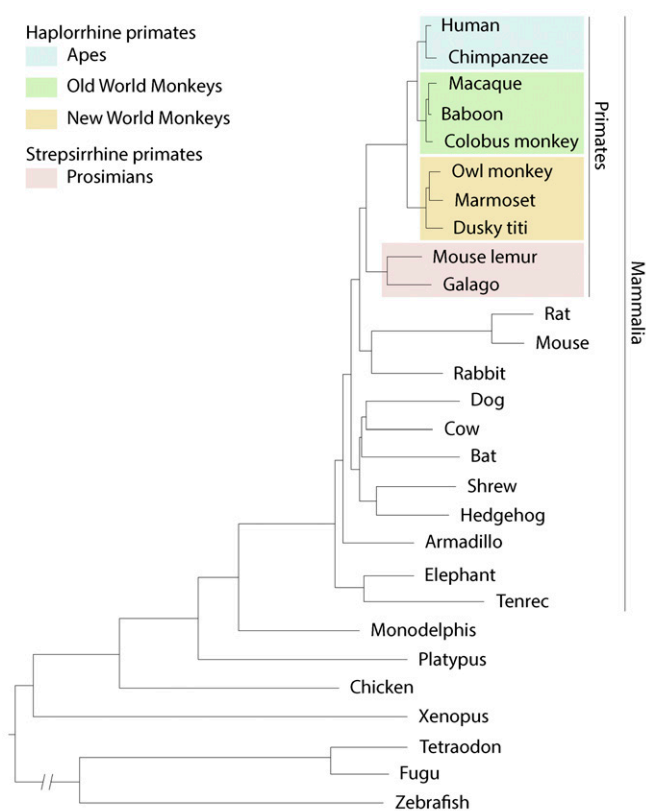 Haplorrhine primates
Apes
Old World Monkeys
New World Monkeys
Strepsirrhine primates
Prosimians
Human
Chimpanzee
Macaque
Baboon
Colobus monkey
Owl monkey
Marmoset
Dusky titi
Mouse lemur
Galago
Primates
Rat
Mouse
Rabbit
Dog
Cow
Bat
Shrew
Hedgehog
Armadillo
Elephant
Tenrec
Mammalia
Monodelphis
Platypus
Chicken
Xenopus
Tetraodon
Fugu
Zebrafish